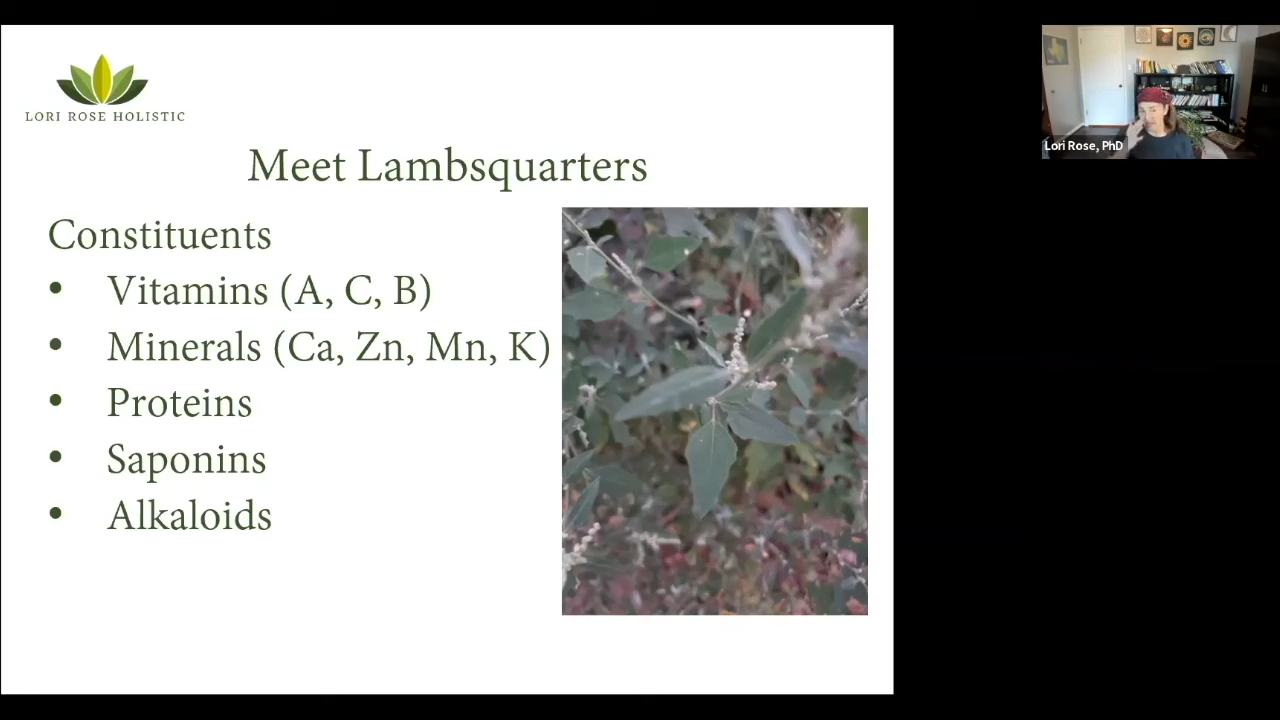 LORI ROSE HOLISTIC
Meet Lambsquarters
Constituents
• Vitamins (A, C, B)
• Minerals (Ca, Zn, Mn, K)
• Proteins
• Saponins
• Alkaloids
Lori Rose, PhD